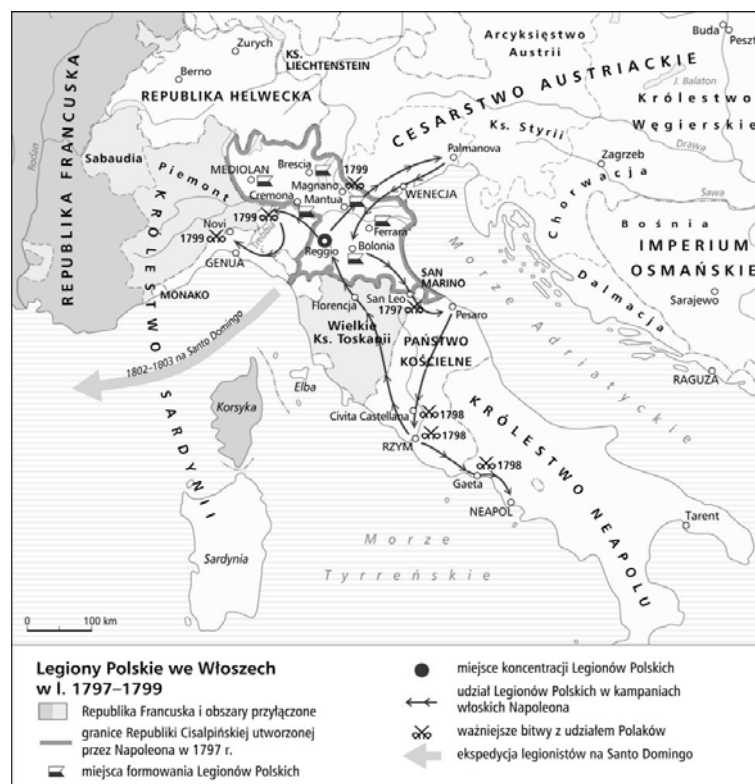 Zurych
Berno
KS.
LIECHTENSTEIN
REPUBLIKA HELWECKA
Arcyksięstwo
Austrii
Buda
Peszt
J. Balaton
CESARSTWO AUSTRIACKIE
Królestwo
Węgierskie
Ks. Styrii
Drawa
Zagrzeb
Sawa
Chorwacja
Bośnia
IMPERIUM
OSMAŃSKIE
Sarajewo
Dalmacja
RAGUZA
REPUBLIKA FRANCUSKA
Rodan
Sabaudia
Piemont
KRÓLESTWO SARDYNII
MEDIOLAN
Brescia
1799
Magnano
Cremona
Mantua
Palmanova
WENECJA
1799
Novi
1799
Trebbia
GENUA
Reggio
Ferrara
Bolonia
MONAKO
SAN
MARINO
San Leo
1797
Pesaro
Florencja
Wielkie
Ks. Toskanii
PAŃSTWO
KOŚCIELNE
Morze Adriatyckie
1802–1803 na Santo Domingo
Elba
Korsyka
Civita Castellana
1798
1798
RZYM
1798
Gaeta
NEAPOL
KRÓLESTWO NEAPOLU
Tarent
Sardynia
Morze
Tyrreńskie
0 100 km
Legiony Polskie we Włoszech
w l. 1797–1799
Republika Francuska i obszary przyłączone
granice Republiki Cisalpińskiej utworzonej
przez Napoleona w 1797 r.
miejsca formowania Legionów Polskich
miejsce koncentracji Legionów Polskich
udział Legionów Polskich w kampaniach
włoskich Napoleona
ważniejsze bitwy z udziałem Polaków
ekspedycja legionistów na Santo Domingo